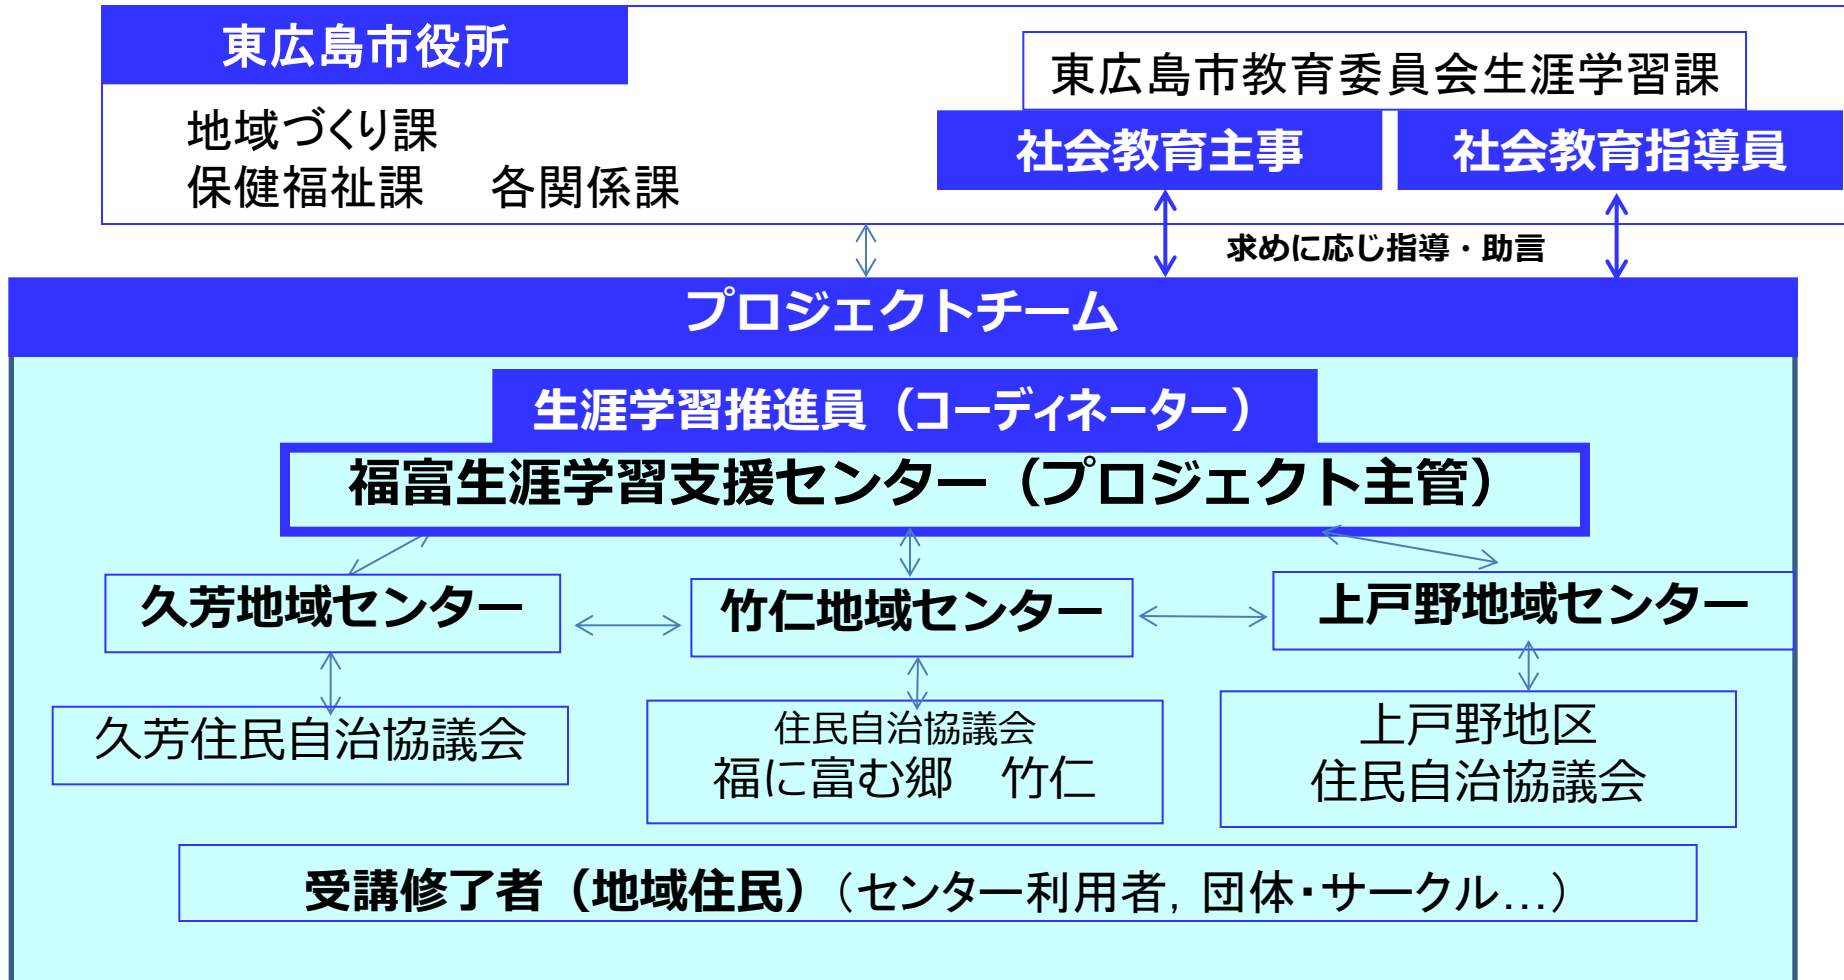 東広島市役所
地域づくり課
保健福祉課 各関係課
東広島市教育委員会生涯学習課
社会教育主事
社会教育指導員
求めに応じ指導・助言
プロジェクトチーム
生涯学習推進員（コーディネーター）
福富生涯学習支援センター（プロジェクト主管）
久芳地域センター
竹仁地域センター
上戸野地域センター
久芳住民自治協議会
住民自治協議会
福に富む郷　竹仁
上戸野地区
住民自治協議会
受講修了者（地域住民）（センター利用者，団体・サークル…）